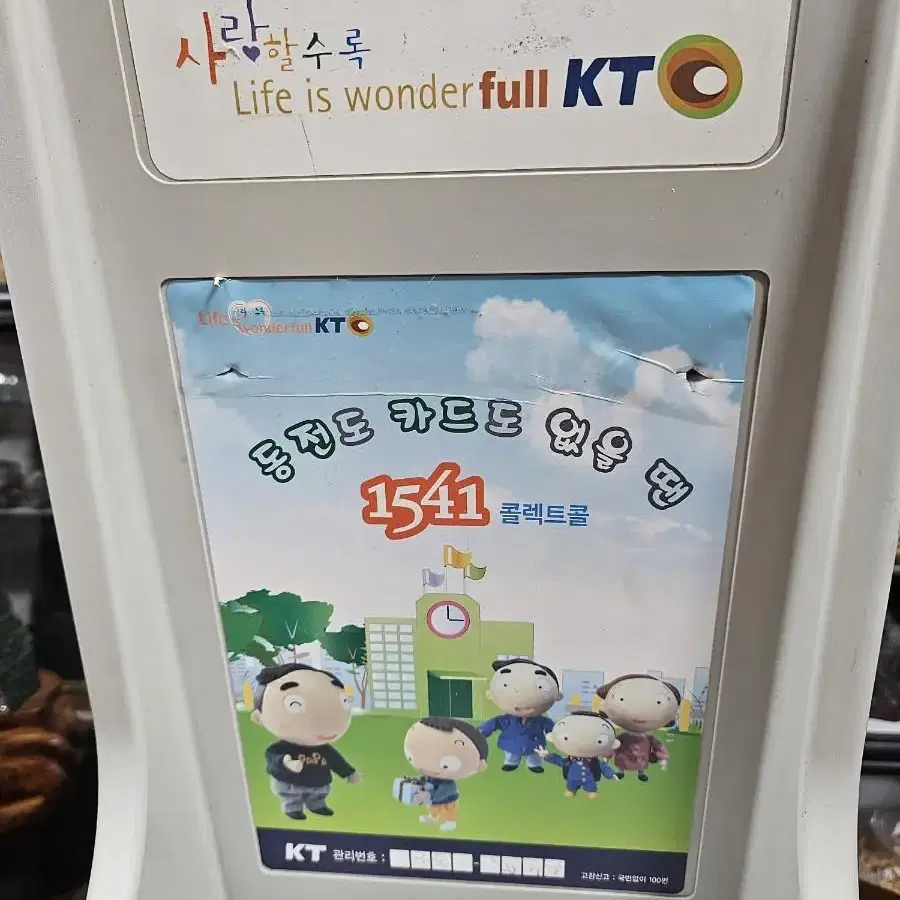 사랑할수록
Life is wonderfull KT
Life is wonderfull KT
동전도 카드도 없을 땐
1541 콜렉트콜
PaPa
KT 관리번호 :
고장신고 : 국번없이 100번